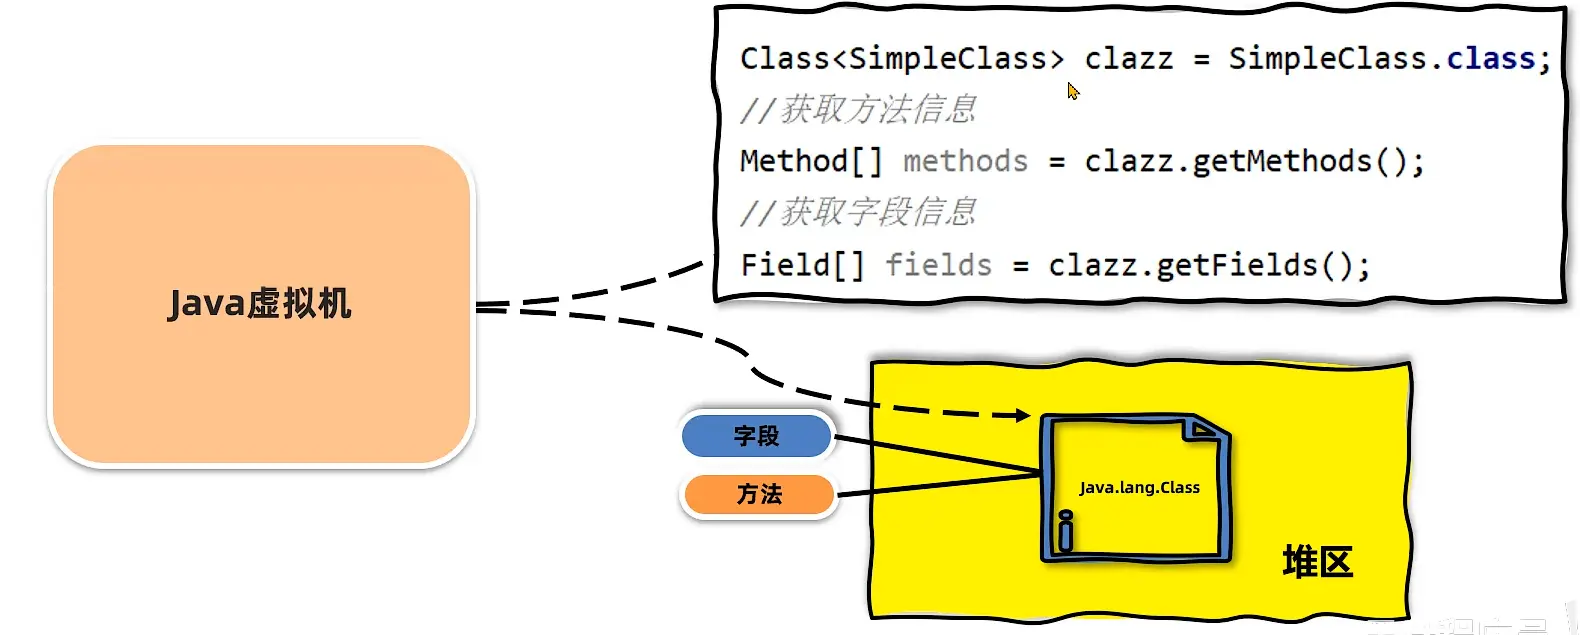 Class<SimpleClass> clazz = SimpleClass.class;
//获取方法信息
Method[] methods = clazz.getMethods();
//获取字段信息
Field[] fields = clazz.getFields();
Java虚拟机
字段
方法
Java.lang.Class
堆区